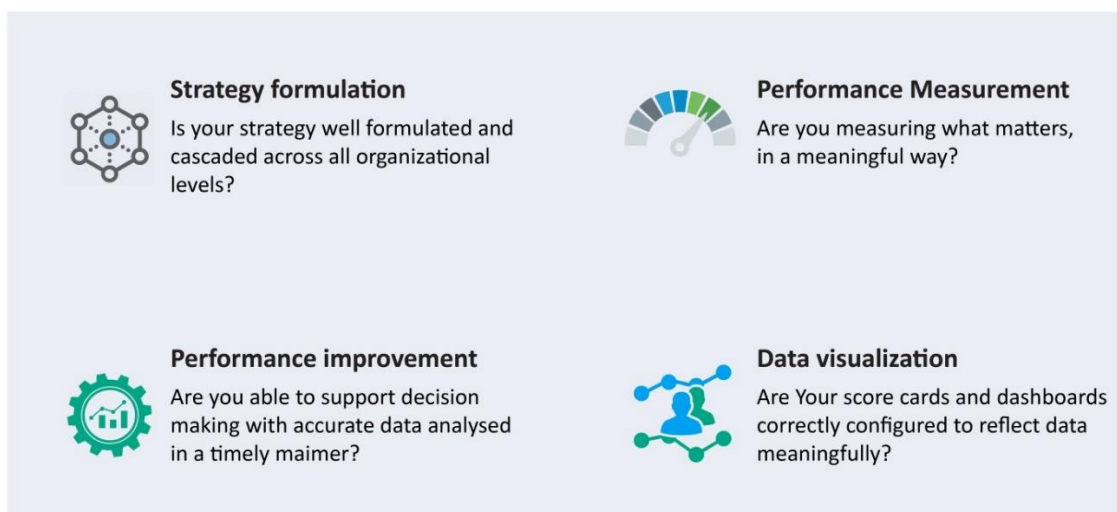 Strategy formulation
Is your strategy well formulated and
cascaded across all organizational
levels?
Performance Measurement
Are you measuring what matters,
in a meaningful way?
Performance improvement
Are you able to support decision
making with accurate data analysed
in a timely maimer?
Data visualization
Are Your score cards and dashboards
correctly configured to reflect data
meaningfully?